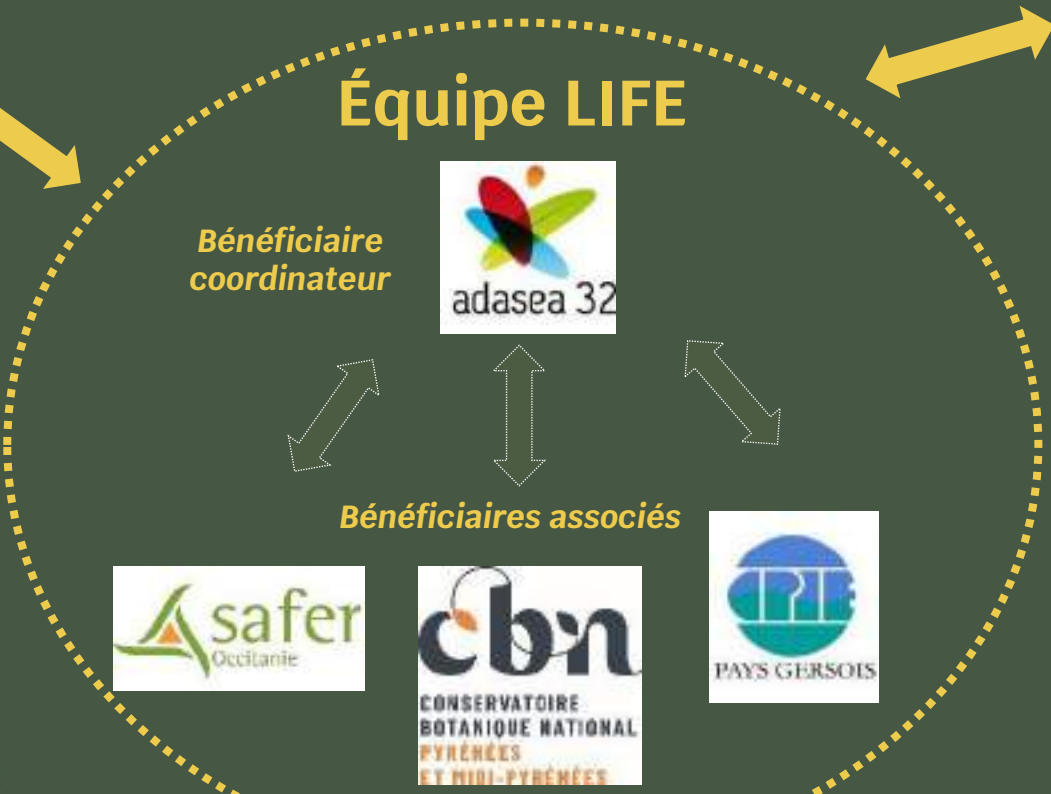 Équipe LIFE
Bénéficiaire
coordinateur
adasea 32
Bénéficiaires associés
safer
Occitanie
cbn
CONSERVATOIRE
BOTANIQUE NATIONAL
PYRÉNÉES
ET MIDI-PYRÉNÉES
CPIE
PAYS GERSOIS